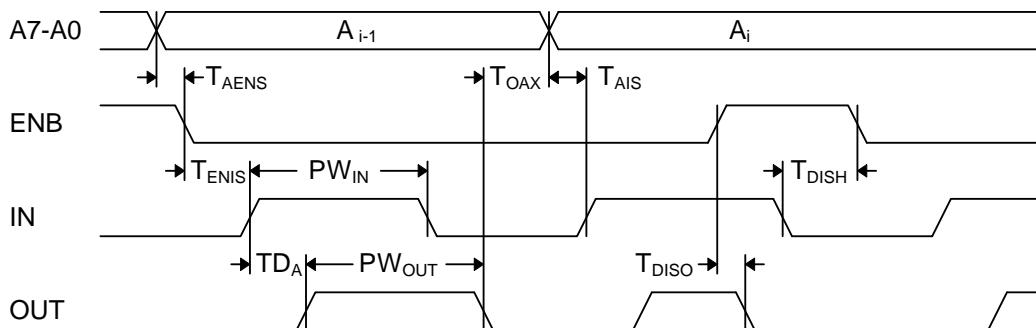 A7-A0 A i-1 Ai
TAENS TOAX TAIS
ENB
TENIS PWIN TDISH
IN
TDA PWOUT TDISO
OUT